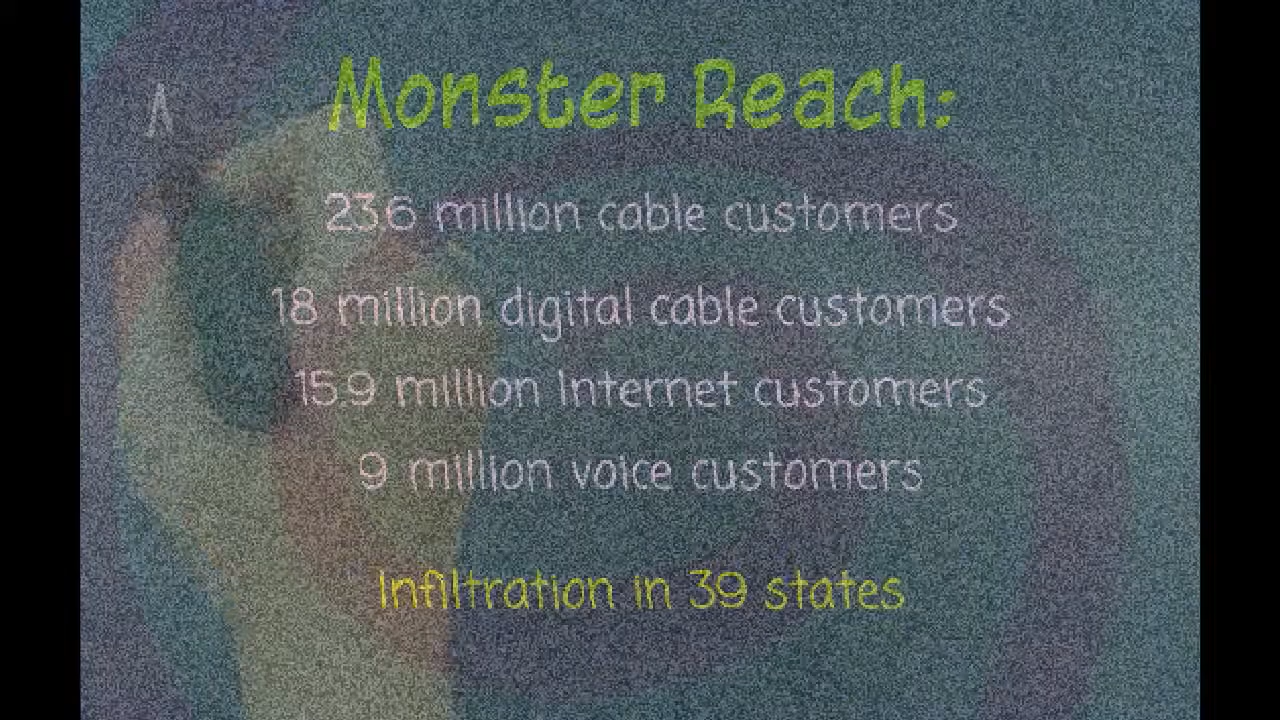 Monster Reach:
23.6 million cable customers
18 million digital cable customers
15.9 million Internet customers
9 million voice customers
Infiltration in 39 states